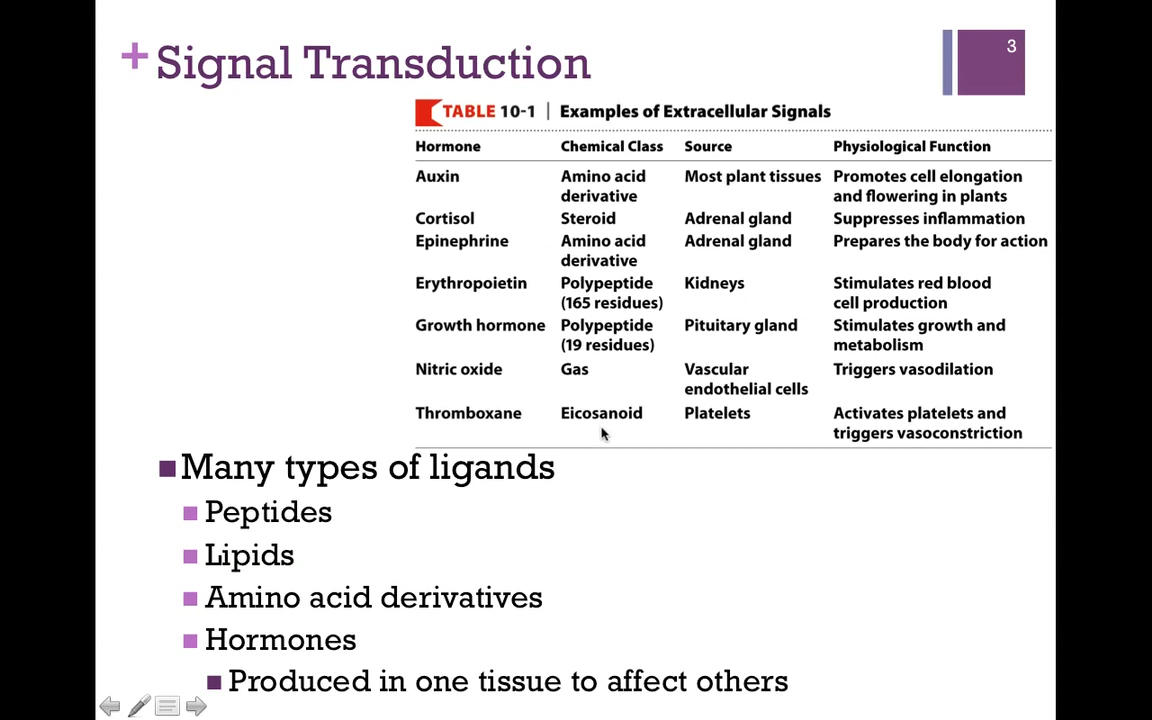 + Signal Transduction
3
TABLE 10-1 | Examples of Extracellular Signals
Hormone Chemical Class Source Physiological Function
Auxin Amino acid Most plant tissues Promotes cell elongation
derivative and flowering in plants
Cortisol Steroid Adrenal gland Suppresses inflammation
Epinephrine Amino acid Adrenal gland Prepares the body for action
derivative
Erythropoietin Polypeptide Kidneys Stimulates red blood
(165 residues) cell production
Growth hormone Polypeptide Pituitary gland Stimulates growth and
(19 residues) metabolism
Nitric oxide Gas Vascular Triggers vasodilation
endothelial cells
Thromboxane Eicosanoid Platelets Activates platelets and
triggers vasoconstriction
Many types of ligands
Peptides
Lipids
Amino acid derivatives
Hormones
Produced in one tissue to affect others